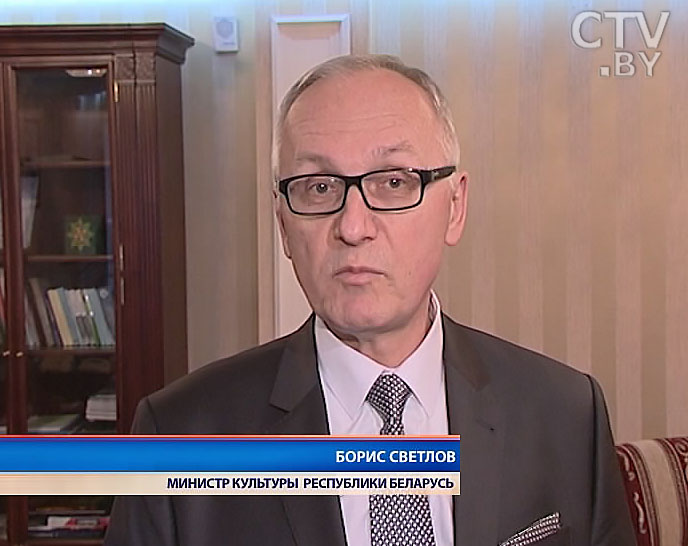 CTV
.BY
БОРИС СВЕТЛОВ
МИНИСТР КУЛЬТУРЫ РЕСПУБЛИКИ БЕЛАРУСЬ